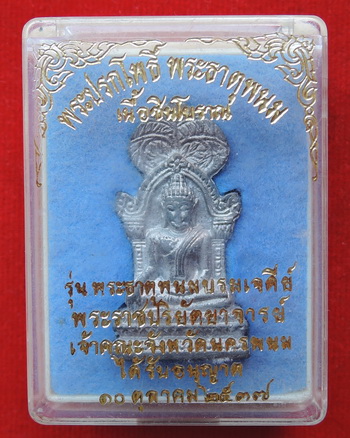 พระปรกโพธิ์ พระธาตุพนม
เนื้อชินโบราณ
รุ่น พระธาตุพนมบรมเจดีย์
พระราชปริยัตยาจารย์
เจ้าคณะจังหวัดนครพนม
ได้รับอนุญาต
๑๐ ตุลาคม ๒๕๓๗